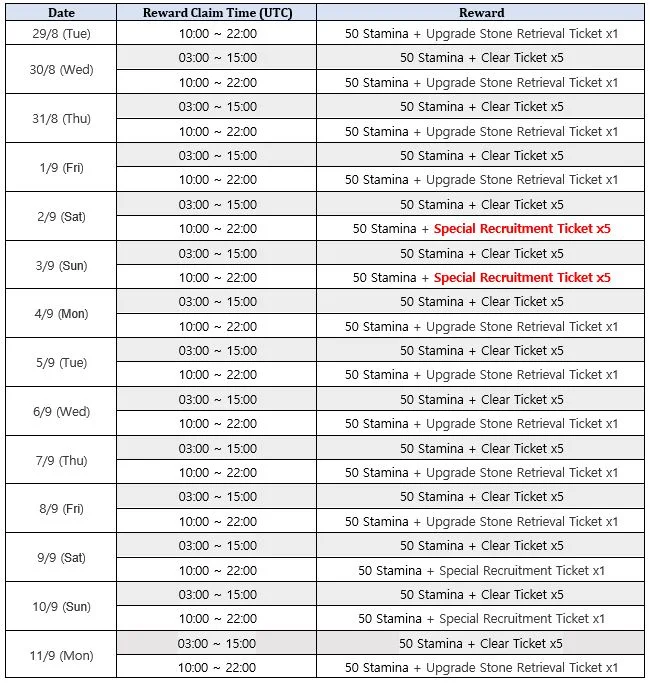 Date Reward Claim Time (UTC) Reward
29/8 (Tue) 10:00 ~ 22:00 50 Stamina + Upgrade Stone Retrieval Ticket x1
30/8 (Wed) 03:00 ~ 15:00 50 Stamina + Clear Ticket x5
10:00 ~ 22:00 50 Stamina + Upgrade Stone Retrieval Ticket x1
31/8 (Thu) 03:00 ~ 15:00 50 Stamina + Clear Ticket x5
10:00 ~ 22:00 50 Stamina + Upgrade Stone Retrieval Ticket x1
1/9 (Fri) 03:00 ~ 15:00 50 Stamina + Clear Ticket x5
10:00 ~ 22:00 50 Stamina + Upgrade Stone Retrieval Ticket x1
2/9 (Sat) 03:00 ~ 15:00 50 Stamina + Clear Ticket x5
10:00 ~ 22:00 50 Stamina + Special Recruitment Ticket x5
3/9 (Sun) 03:00 ~ 15:00 50 Stamina + Clear Ticket x5
10:00 ~ 22:00 50 Stamina + Special Recruitment Ticket x5
4/9 (Mon) 03:00 ~ 15:00 50 Stamina + Clear Ticket x5
10:00 ~ 22:00 50 Stamina + Upgrade Stone Retrieval Ticket x1
5/9 (Tue) 03:00 ~ 15:00 50 Stamina + Clear Ticket x5
10:00 ~ 22:00 50 Stamina + Upgrade Stone Retrieval Ticket x1
6/9 (Wed) 03:00 ~ 15:00 50 Stamina + Clear Ticket x5
10:00 ~ 22:00 50 Stamina + Upgrade Stone Retrieval Ticket x1
7/9 (Thu) 03:00 ~ 15:00 50 Stamina + Clear Ticket x5
10:00 ~ 22:00 50 Stamina + Upgrade Stone Retrieval Ticket x1
8/9 (Fri) 03:00 ~ 15:00 50 Stamina + Clear Ticket x5
10:00 ~ 22:00 50 Stamina + Upgrade Stone Retrieval Ticket x1
9/9 (Sat) 03:00 ~ 15:00 50 Stamina + Clear Ticket x5
10:00 ~ 22:00 50 Stamina + Special Recruitment Ticket x1
10/9 (Sun) 03:00 ~ 15:00 50 Stamina + Clear Ticket x5
10:00 ~ 22:00 50 Stamina + Special Recruitment Ticket x1
11/9 (Mon) 03:00 ~ 15:00 50 Stamina + Clear Ticket x5
10:00 ~ 22:00 50 Stamina + Upgrade Stone Retrieval Ticket x1